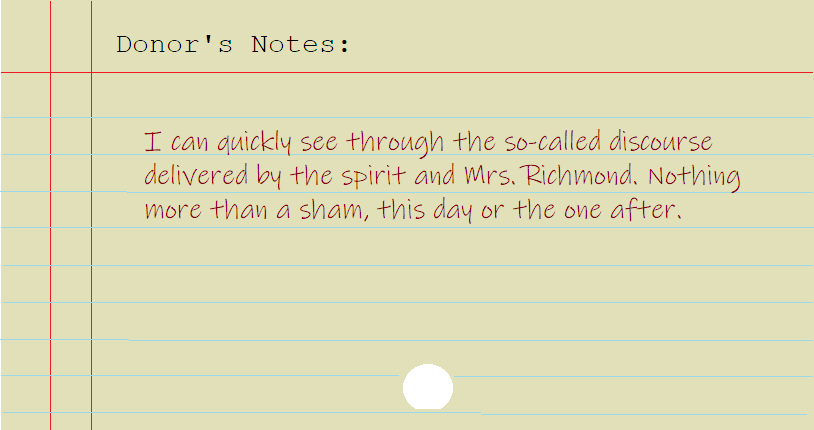 Donor's Notes:
I can quickly see through the so-called discourse
delivered by the spirit and Mrs. Richmond. Nothing
more than a sham, this day or the one after.